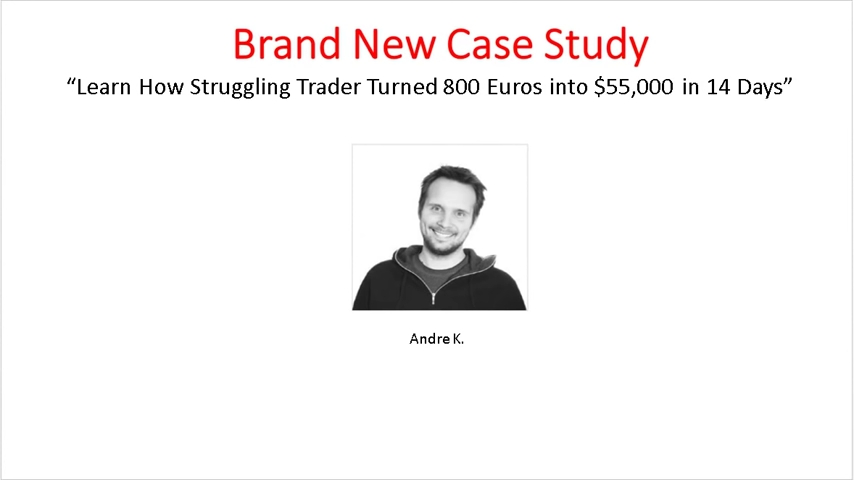 Brand New Case Study
“Learn How Struggling Trader Turned 800 Euros into $55,000 in 14 Days”
Andre K.